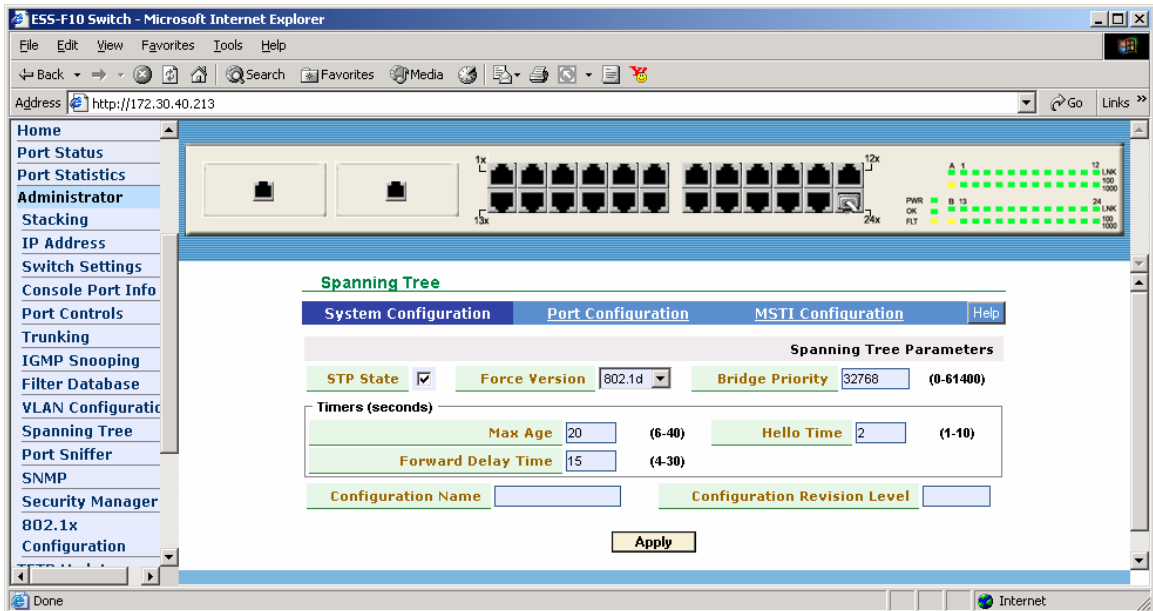 ESS-F10 Switch - Microsoft Internet Explorer
File Edit View Favorites Tools Help
Back Search Favorites Media
Address http://172.30.40.213 Go Links »
Home
Port Status
Port Statistics
Administrator
Stacking
IP Address
Switch Settings
Console Port Info
Port Controls
Trunking
IGMP Snooping
Filter Database
VLAN Configuratio
Spanning Tree
Port Sniffer
SNMP
Security Manager
802.1x
Configuration
1x 12x
13x 24x
A 1 12 LNK
100
1000
PWR B 13 24 LNK
OK 100
FLT 1000
Spanning Tree
System Configuration Port Configuration MSTI Configuration Help
Spanning Tree Parameters
STP State Force Version 802.1d Bridge Priority 32768 (0-61400)
Timers (seconds)
Max Age 20 (6-40) Hello Time 2 (1-10)
Forward Delay Time 15 (4-30)
Configuration Name Configuration Revision Level
Apply
Done Internet